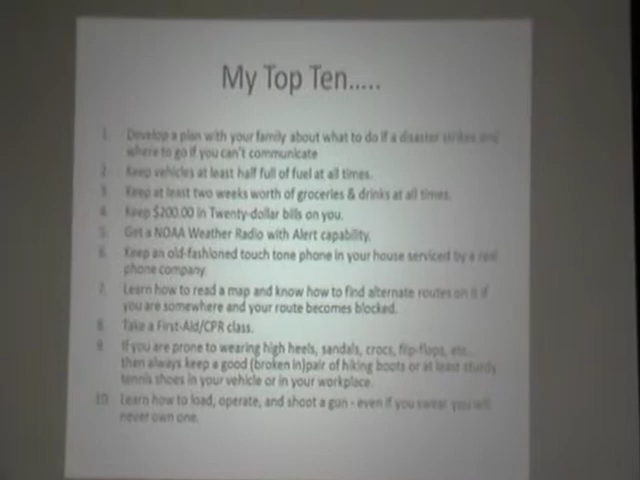 My Top Ten.....
1. Develop a plan with your family about what to do if a disaster strikes and
where to go if you can't communicate
2. Keep vehicles at least half full of fuel at all times.
3. Keep at least two weeks worth of groceries & drinks at all times.
4. Keep $200.00 in Twenty-dollar bills on you.
5. Get a NOAA Weather Radio with Alert capability.
6. Keep an old-fashioned touch tone phone in your house serviced by a real
phone company.
7. Learn how to read a map and know how to find alternate routes on it if
you are somewhere and your route becomes blocked.
8. Take a First-Aid/CPR class.
9. If you are prone to wearing high heels, sandals, crocs, flip-flops, etc...
then always keep a good (broken in)pair of hiking boots or at least sturdy
tennis shoes in your vehicle or in your workplace.
10. Learn how to load, operate, and shoot a gun - even if you swear you will
never own one.